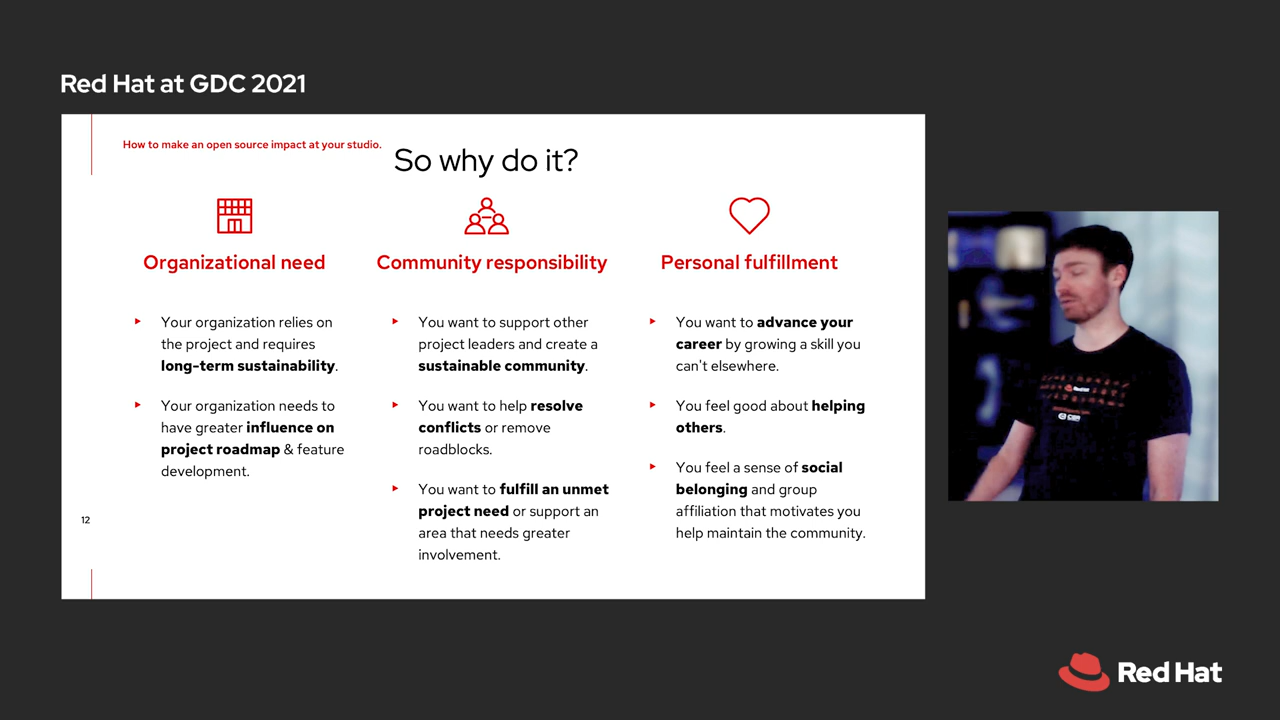 Red Hat at GDC 2021
How to make an open source impact at your studio.
So why do it?
Organizational need
Your organization relies on
the project and requires
long-term sustainability.
Your organization needs to
have greater influence on
project roadmap & feature
development.
Community responsibility
You want to support other
project leaders and create a
sustainable community.
You want to help resolve
conflicts or remove
roadblocks.
You want to fulfill an unmet
project need or support an
area that needs greater
involvement.
Personal fulfillment
You want to advance your
career by growing a skill you
can't elsewhere.
You feel good about helping
others.
You feel a sense of social
belonging and group
affiliation that motivates you
help maintain the community.
12
Red Hat
Red Hat